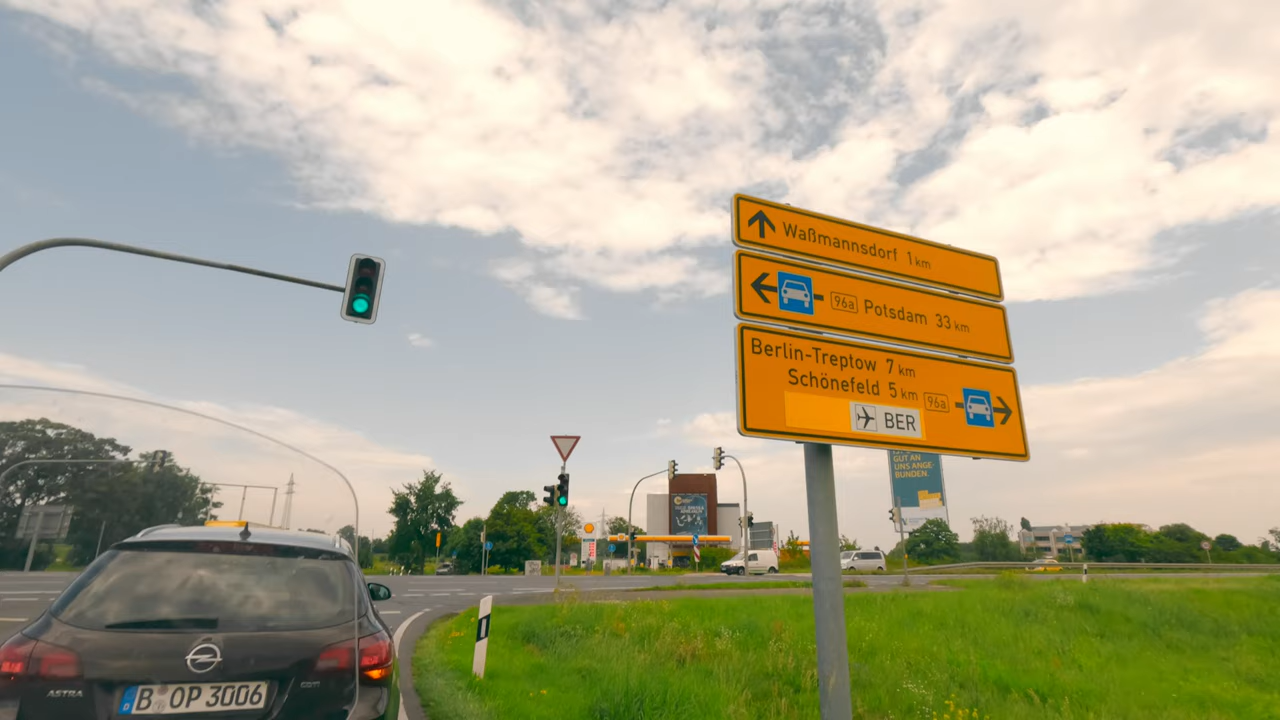 Waßmannsdorf 1 km
96a Potsdam 33 km
Berlin-Treptow 7 km
Schönefeld 5 km 96a
BER
GUT AN
UNS ANGE-
BUNDEN.
ASTRA
CDTI
D B OP 3006